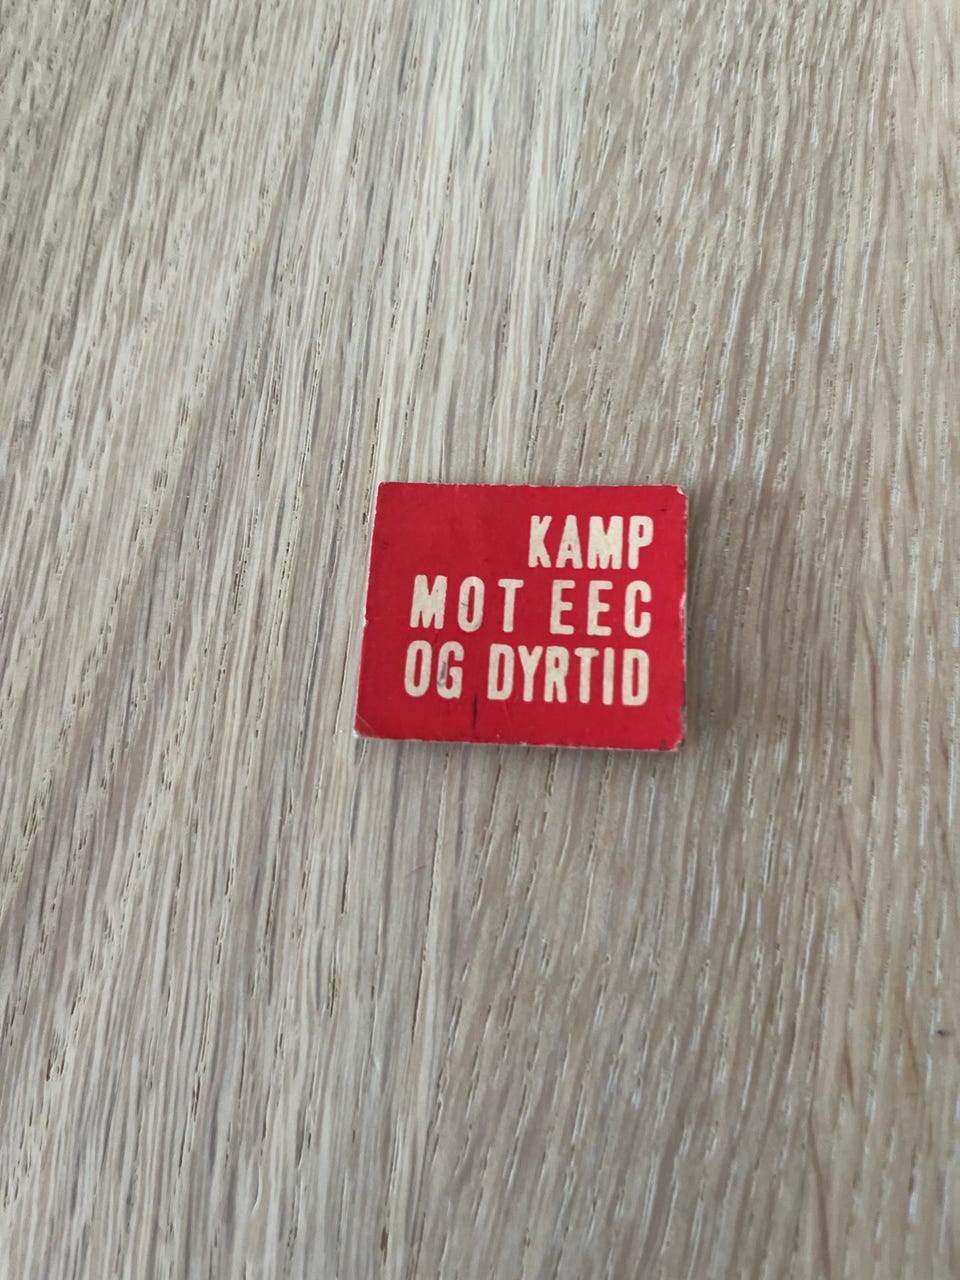 KAMP
MOT EEC
OG DYRTID